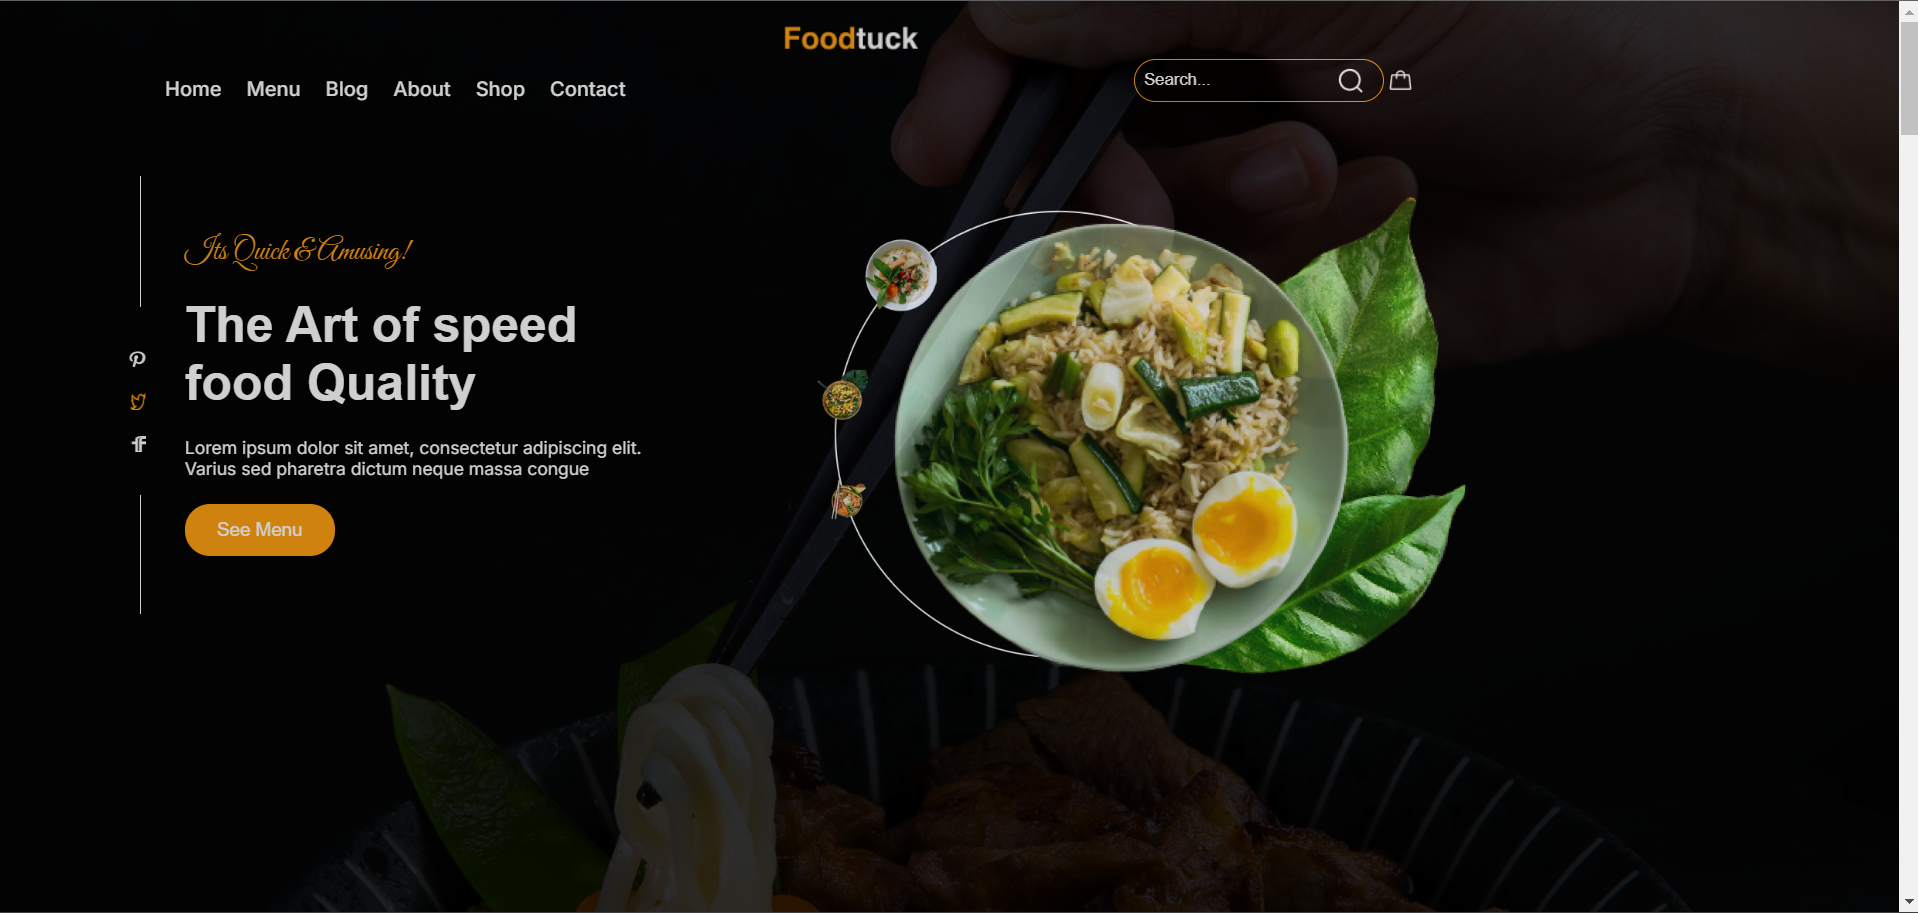 Foodtuck
Home Menu Blog About Shop Contact
Search...
Its Quick & Amusing!
The Art of speed
food Quality
Lorem ipsum dolor sit amet, consectetur adipiscing elit.
Varius sed pharetra dictum neque massa congue
See Menu